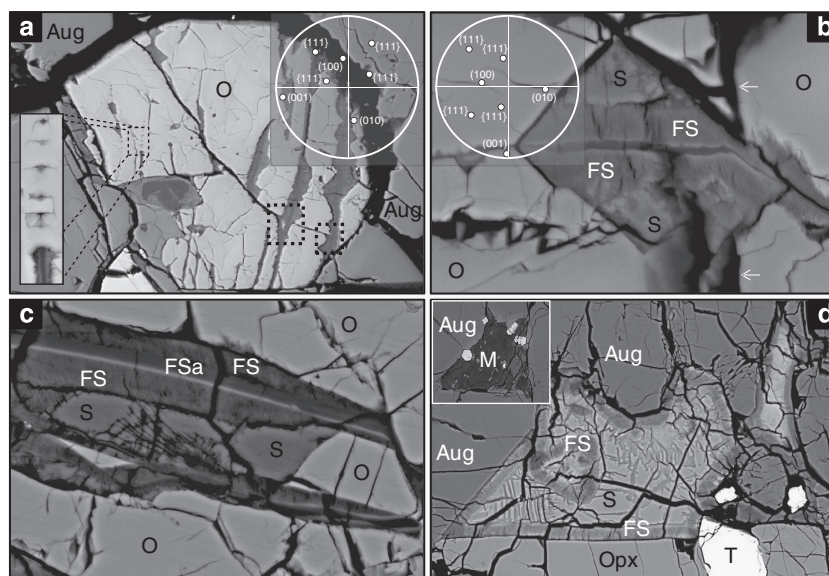 a
Aug
O
{111}
{111}
(100)
{111}
{111}
(001)
(010)
Aug
b
{111}
{111}
(100)
(010)
{111}
{111}
(001)
S
O
FS
FS
S
O
c
O
FSa
FS
FS
S
S
O
O
d
Aug
M
Aug
Aug
FS
S
FS
Opx
T